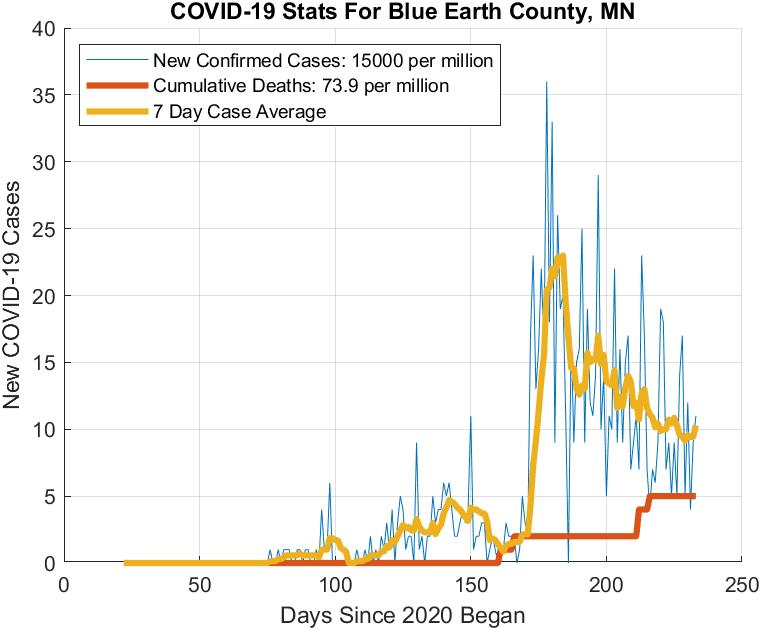 COVID-19 Stats For Blue Earth County, MN
New Confirmed Cases: 15000 per million
Cumulative Deaths: 73.9 per million
7 Day Case Average
New COVID-19 Cases
40
35
30
25
20
15
10
5
0
0 50 100 150 200 250
Days Since 2020 Began